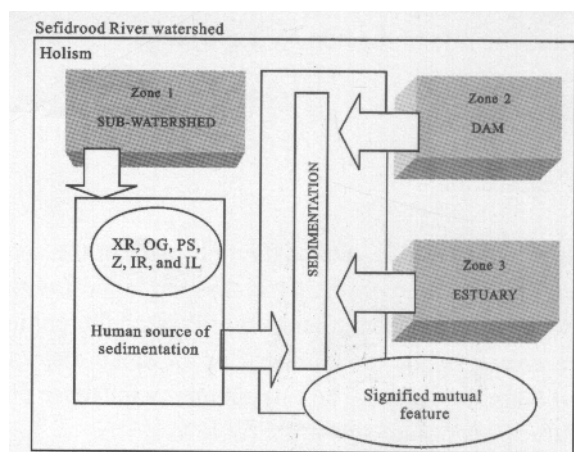 Sefidrood River watershed
Holism
Zone 1
SUB-WATERSHED
Zone 2
DAM
SEDIMENTATION
XR, OG, PS,
Z, IR, and IL
Zone 3
ESTUARY
Human source of
sedimentation
Signified mutual
feature